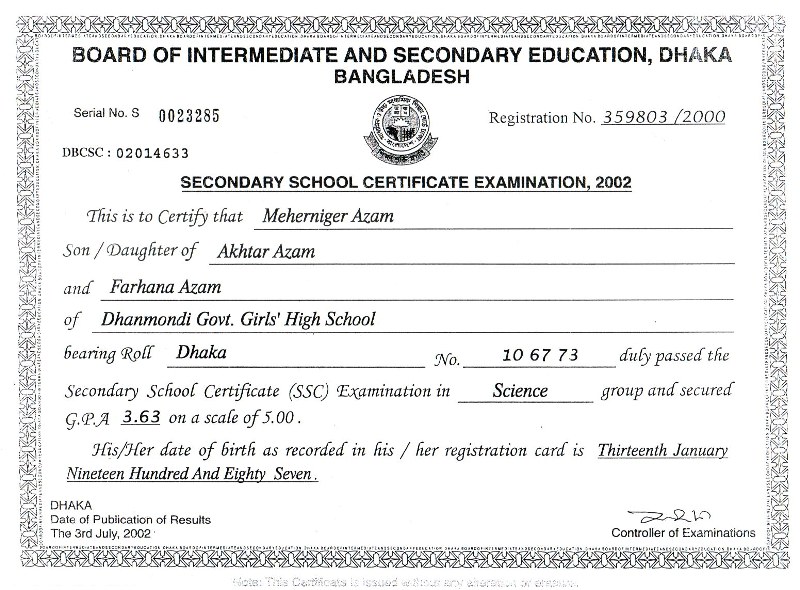 BOARD OF INTERMEDIATE AND SECONDARY EDUCATION, DHAKA
BANGLADESH
Serial No. S 0023285
Registration No. 359803 /2000
DBCSC : 02014633
SECONDARY SCHOOL CERTIFICATE EXAMINATION, 2002
This is to Certify that Meherniger Azam
Son / Daughter of Akhtar Azam
and Farhana Azam
of Dhanmondi Govt. Girls' High School
bearing Roll Dhaka No. 10 67 73 duly passed the
Secondary School Certificate (SSC) Examination in Science group and secured
G.P.A 3.63 on a scale of 5.00.
His/Her date of birth as recorded in his / her registration card is Thirteenth January
Nineteen Hundred And Eighty Seven.
DHAKA
Date of Publication of Results
The 3rd July, 2002
Controller of Examinations
Note: This Certificate is issued without any alteration or erasure.